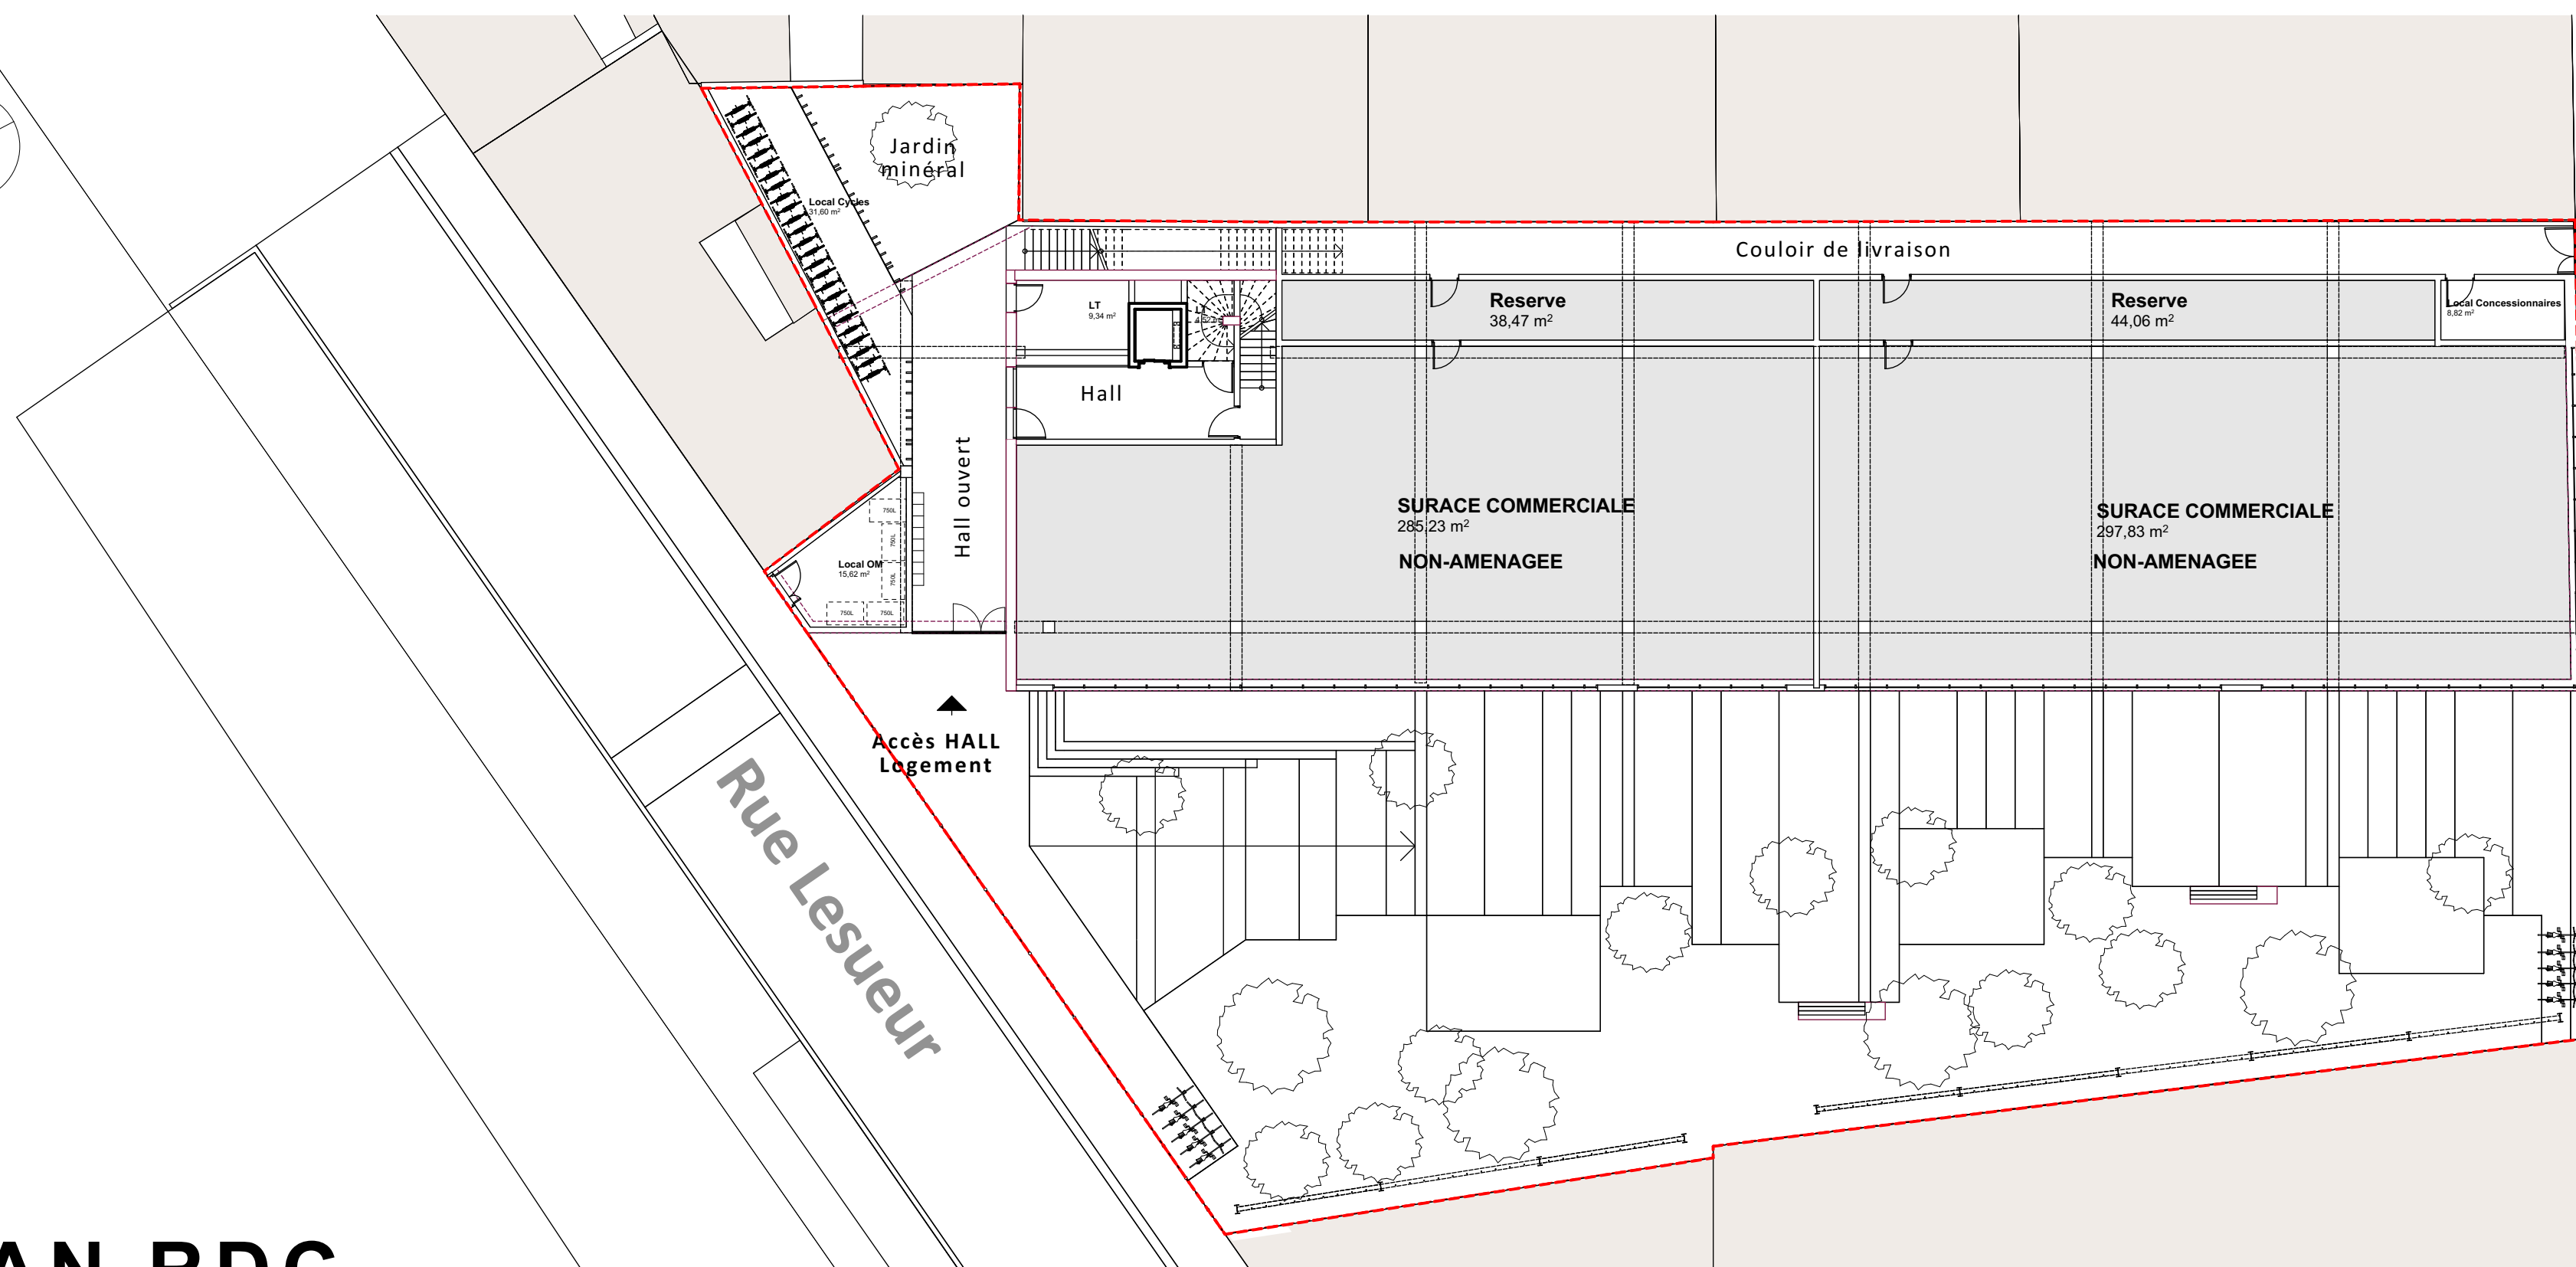 Jardin
minéral
Local Cycles
31,60 m²
Couloir de livraison
LT
9,34 m²
Reserve
38,47 m²
Reserve
44,06 m²
Local Concessionnaires
8,82 m²
Hall
Hall ouvert
SURACE COMMERCIALE
285,23 m²
NON-AMENAGEE
SURACE COMMERCIALE
297,83 m²
NON-AMENAGEE
750L
750L
750L
Local OM
15,62 m²
750L
750L
Accès HALL
Logement
Rue Lesueur
AN RDC